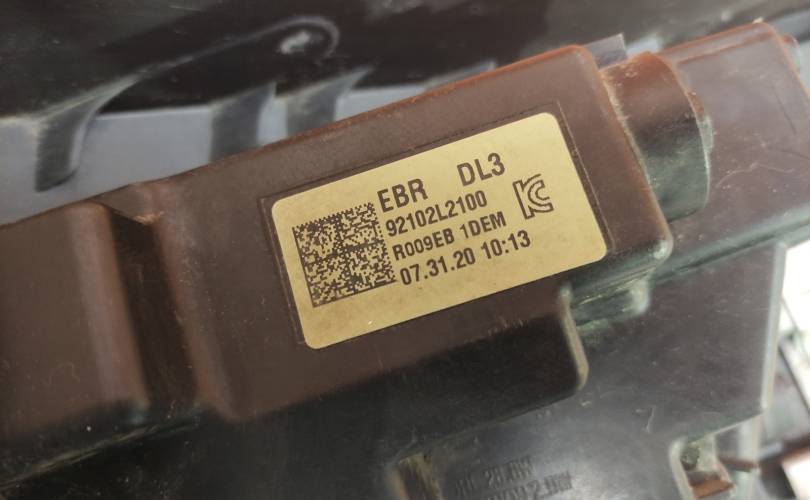 EBR DL3
92102L2100
R009EB 1DEM
07.31.20 10:13